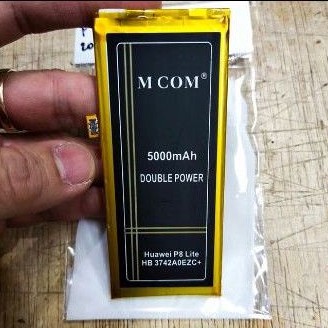 M COM®
5000mAh
DOUBLE POWER
Huawei P8 Lite
HB 3742A0EZC+